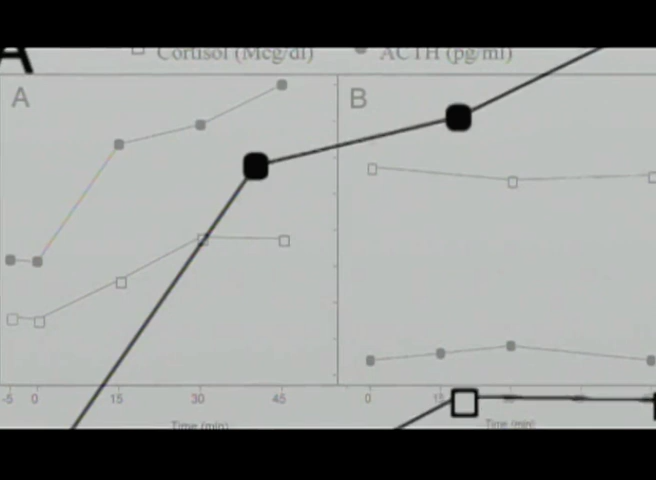 A
Cortisol (Mcg/dl) ACTH (pg/ml)
A B
-5 0 15 30 45 0 15
Time (min) Time (min)